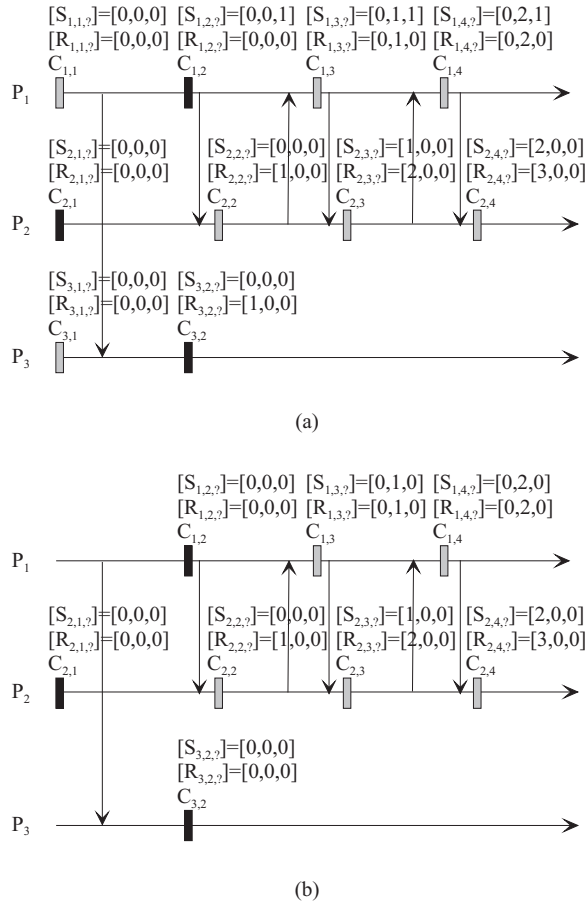 [S1,1,?]=[0,0,0] [S1,2,?]=[0,0,1] [S1,3,?]=[0,1,1] [S1,4,?]=[0,2,1]
[R1,1,?]=[0,0,0] [R1,2,?]=[0,0,0] [R1,3,?]=[0,1,0] [R1,4,?]=[0,2,0]
C1,1 C1,2 C1,3 C1,4
P1
[S2,1,?]=[0,0,0] [S2,2,?]=[0,0,0] [S2,3,?]=[1,0,0] [S2,4,?]=[2,0,0]
[R2,1,?]=[0,0,0] [R2,2,?]=[1,0,0] [R2,3,?]=[2,0,0] [R2,4,?]=[3,0,0]
C2,1 C2,2 C2,3 C2,4
P2
[S3,1,?]=[0,0,0] [S3,2,?]=[0,0,0]
[R3,1,?]=[0,0,0] [R3,2,?]=[1,0,0]
C3,1 C3,2
P3
(a)
[S1,2,?]=[0,0,0] [S1,3,?]=[0,1,0] [S1,4,?]=[0,2,0]
[R1,2,?]=[0,0,0] [R1,3,?]=[0,1,0] [R1,4,?]=[0,2,0]
C1,2 C1,3 C1,4
P1
[S2,1,?]=[0,0,0] [S2,2,?]=[0,0,0] [S2,3,?]=[1,0,0] [S2,4,?]=[2,0,0]
[R2,1,?]=[0,0,0] [R2,2,?]=[1,0,0] [R2,3,?]=[2,0,0] [R2,4,?]=[3,0,0]
C2,1 C2,2 C2,3 C2,4
P2
[S3,2,?]=[0,0,0]
[R3,2,?]=[0,0,0]
C3,2
P3
(b)